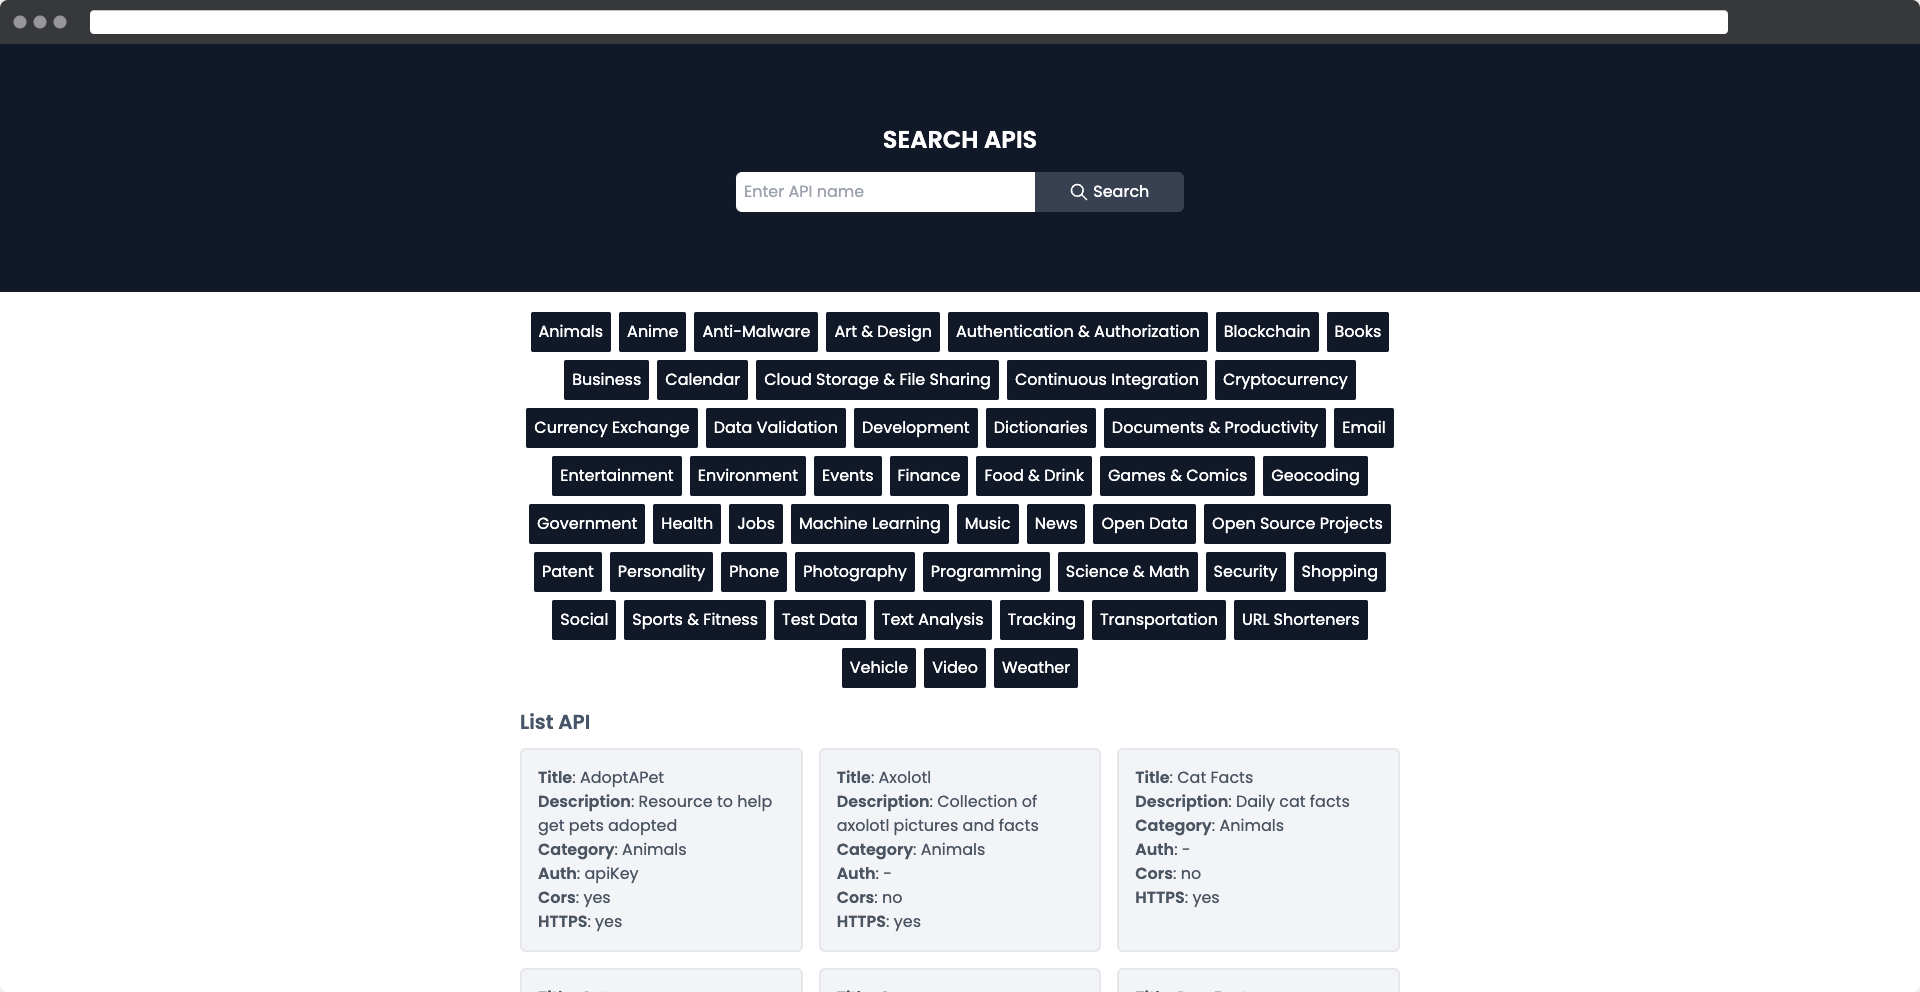 SEARCH APIS
Enter API name
Search
Animals Anime Anti-Malware Art & Design Authentication & Authorization Blockchain Books
Business Calendar Cloud Storage & File Sharing Continuous Integration Cryptocurrency
Currency Exchange Data Validation Development Dictionaries Documents & Productivity Email
Entertainment Environment Events Finance Food & Drink Games & Comics Geocoding
Government Health Jobs Machine Learning Music News Open Data Open Source Projects
Patent Personality Phone Photography Programming Science & Math Security Shopping
Social Sports & Fitness Test Data Text Analysis Tracking Transportation URL Shorteners
Vehicle Video Weather
List API
Title: AdoptAPet
Description: Resource to help
get pets adopted
Category: Animals
Auth: apiKey
Cors: yes
HTTPS: yes
Title: Axolotl
Description: Collection of
axolotl pictures and facts
Category: Animals
Auth: -
Cors: no
HTTPS: yes
Title: Cat Facts
Description: Daily cat facts
Category: Animals
Auth: -
Cors: no
HTTPS: yes